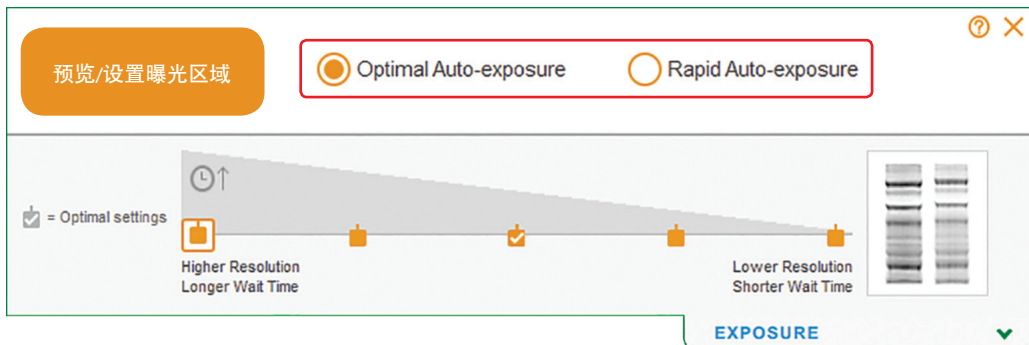 预览/设置曝光区域
Optimal Auto-exposure
Rapid Auto-exposure
= Optimal settings
Higher Resolution
Longer Wait Time
Lower Resolution
Shorter Wait Time
EXPOSURE